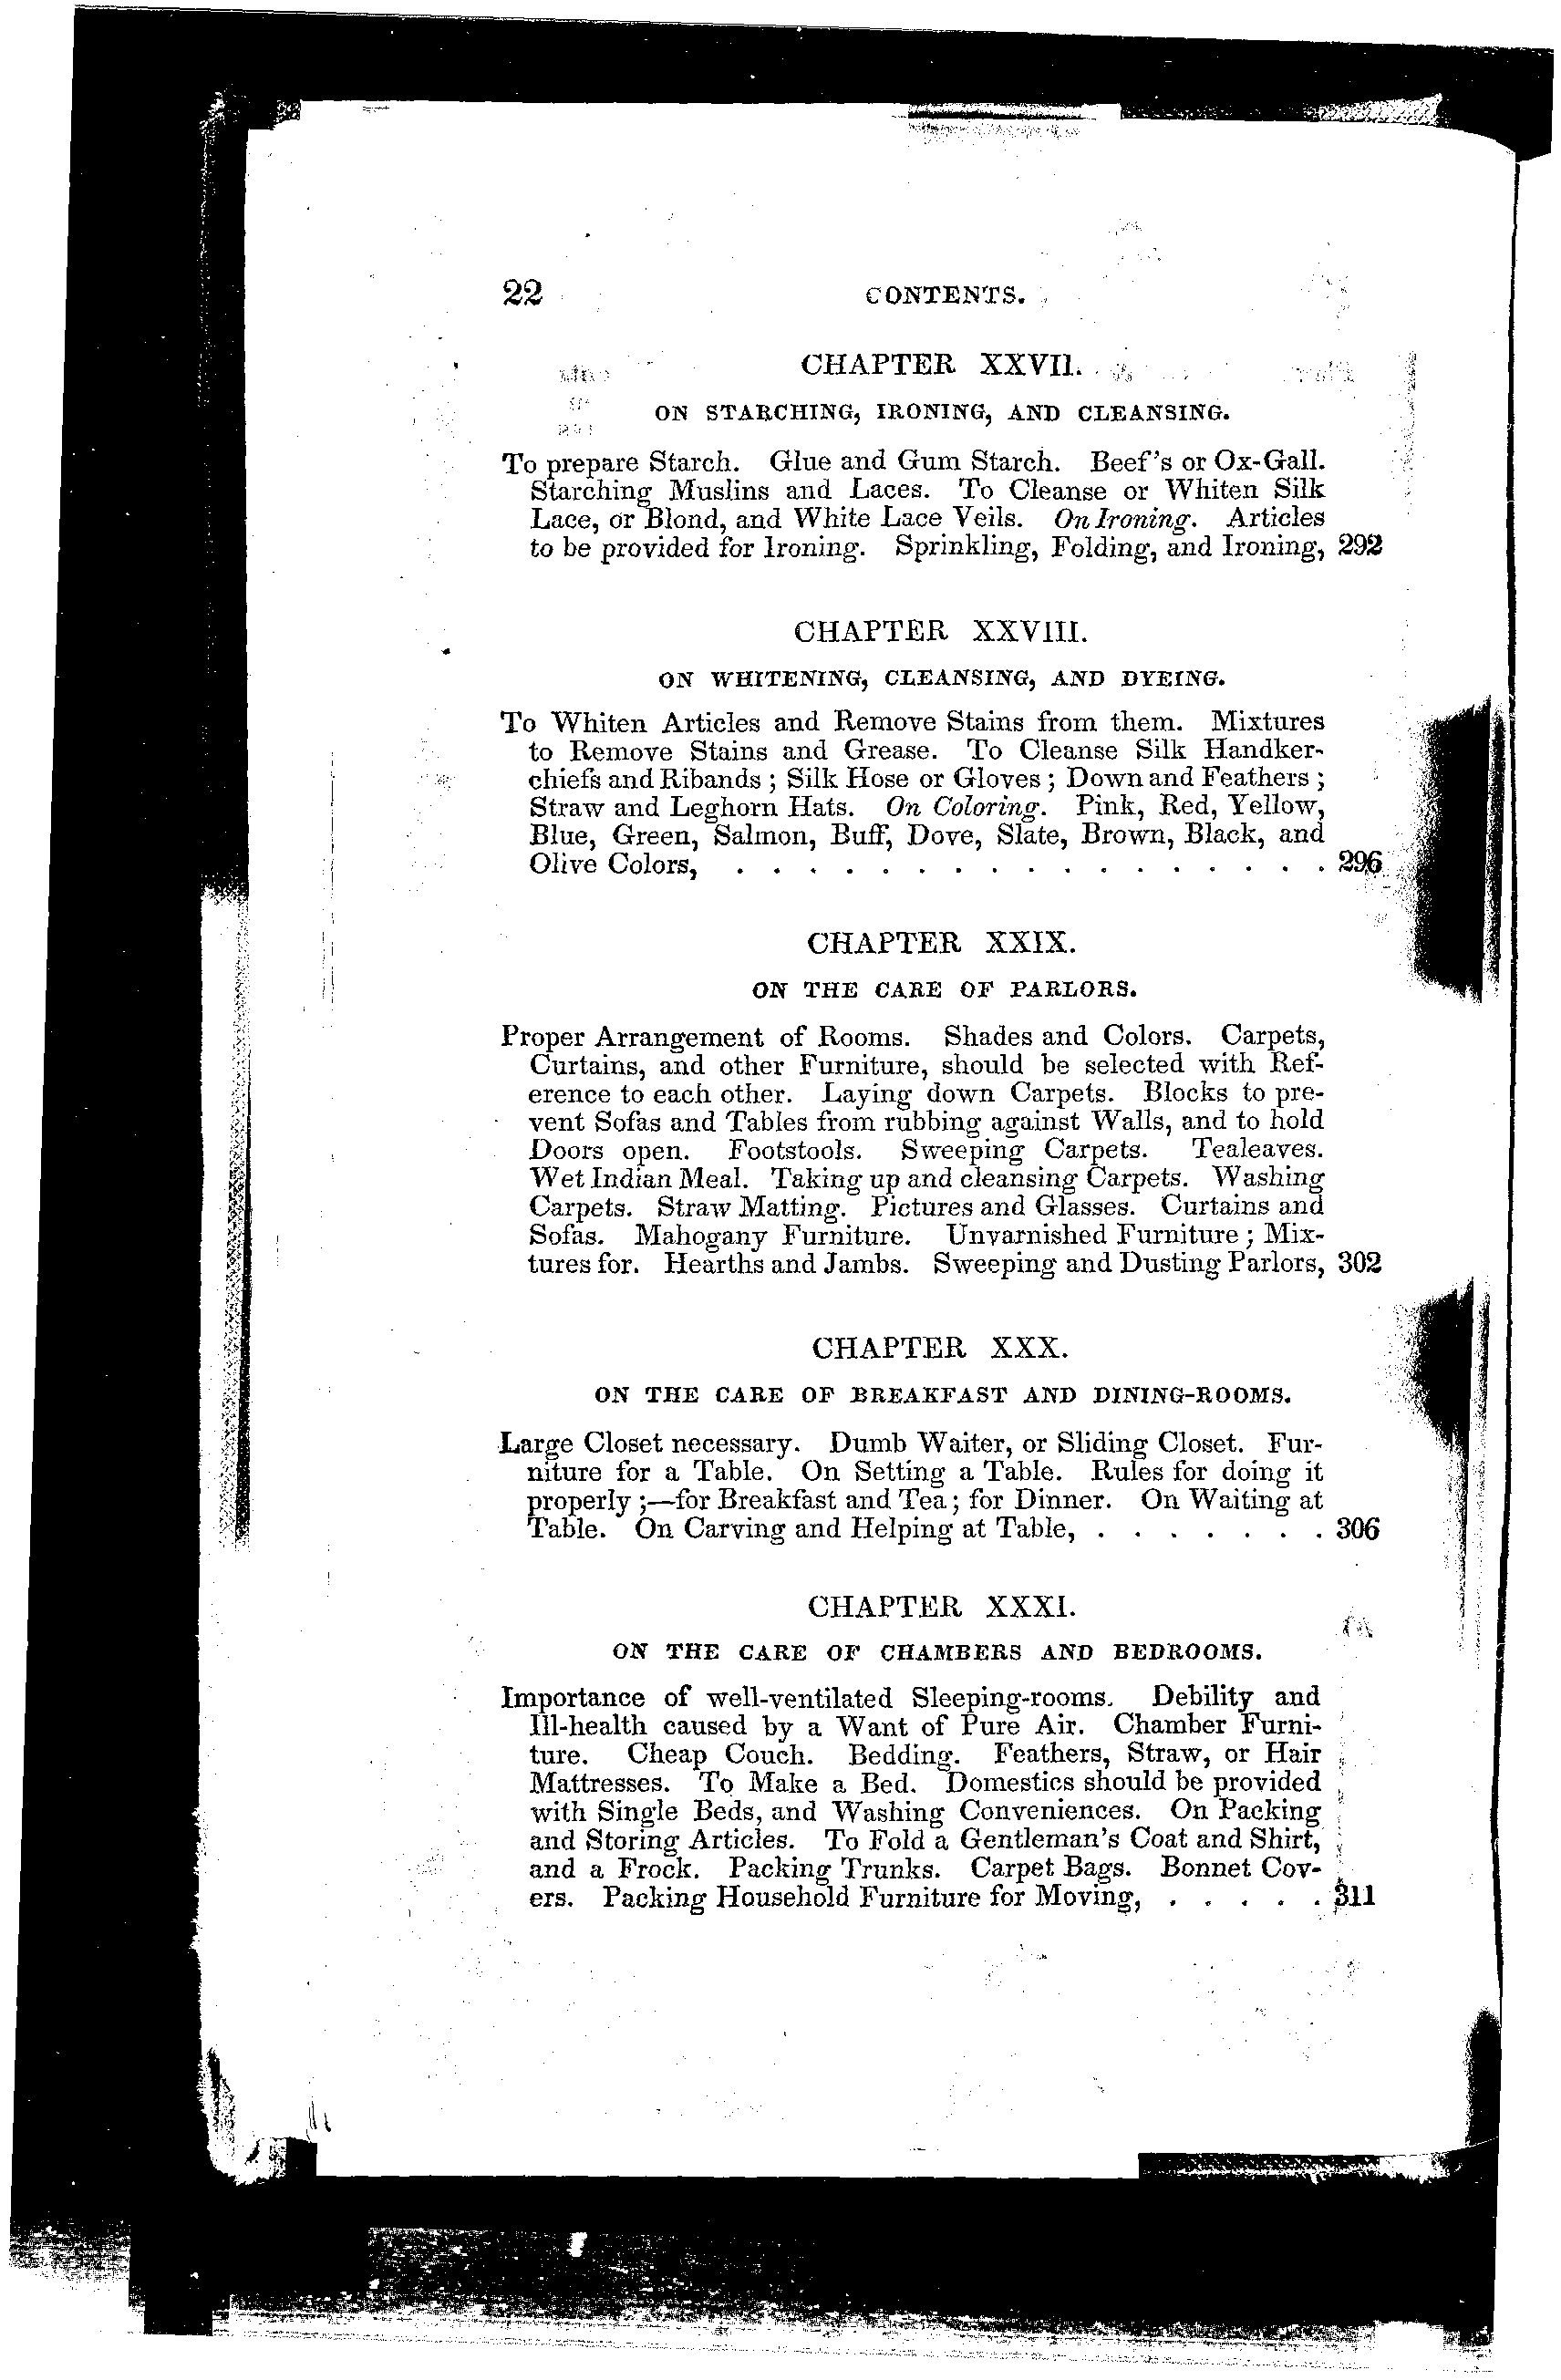 22 CONTENTS.
CHAPTER XXVII.
ON STARCHING, IRONING, AND CLEANSING.
To prepare Starch. Glue and Gum Starch. Beef's or Ox-Gall.
Starching Muslins and Laces. To Cleanse or Whiten Silk
Lace, or Blond, and White Lace Veils. On Ironing. Articles
to be provided for Ironing. Sprinkling, Folding, and Ironing, 292
CHAPTER XXVIII.
ON WHITENING, CLEANSING, AND DYEING.
To Whiten Articles and Remove Stains from them. Mixtures
to Remove Stains and Grease. To Cleanse Silk Handker-
chiefs and Ribands; Silk Hose or Gloves; Down and Feathers;
Straw and Leghorn Hats. On Coloring. Pink, Red, Yellow,
Blue, Green, Salmon, Buff, Dove, Slate, Brown, Black, and
Olive Colors, . . . . . . . . . . . . . . . . . 296
CHAPTER XXIX.
ON THE CARE OF PARLORS.
Proper Arrangement of Rooms. Shades and Colors. Carpets,
Curtains, and other Furniture, should be selected with Ref-
erence to each other. Laying down Carpets. Blocks to pre-
vent Sofas and Tables from rubbing against Walls, and to hold
Doors open. Footstools. Sweeping Carpets. Tealeaves.
Wet Indian Meal. Taking up and cleansing Carpets. Washing
Carpets. Straw Matting. Pictures and Glasses. Curtains and
Sofas. Mahogany Furniture. Unvarnished Furniture; Mix-
tures for. Hearths and Jambs. Sweeping and Dusting Parlors, 302
CHAPTER XXX.
ON THE CARE OF BREAKFAST AND DINING-ROOMS.
Large Closet necessary. Dumb Waiter, or Sliding Closet. Fur-
niture for a Table. On Setting a Table. Rules for doing it
properly;—for Breakfast and Tea; for Dinner. On Waiting at
Table. On Carving and Helping at Table, . . . . . . . 306
CHAPTER XXXI.
ON THE CARE OF CHAMBERS AND BEDROOMS.
Importance of well-ventilated Sleeping-rooms. Debility and
Ill-health caused by a Want of Pure Air. Chamber Furni-
ture. Cheap Couch. Bedding. Feathers, Straw, or Hair
Mattresses. To Make a Bed. Domestics should be provided
with Single Beds, and Washing Conveniences. On Packing
and Storing Articles. To Fold a Gentleman's Coat and Shirt,
and a Frock. Packing Trunks. Carpet Bags. Bonnet Cov-
ers. Packing Household Furniture for Moving, . . . . . 311